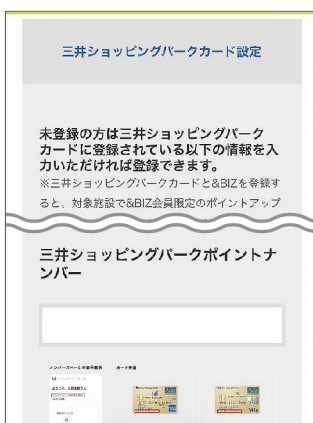 三井ショッピングパークカード設定
未登録の方は三井ショッピングパーク
カードに登録されている以下の情報を入
力いただければ登録できます。
※三井ショッピングパークカードと&BIZを登録す
ると、対象施設で&BIZ会員限定のポイントアップ
三井ショッピングパークポイントナ
ンバー
カード券面